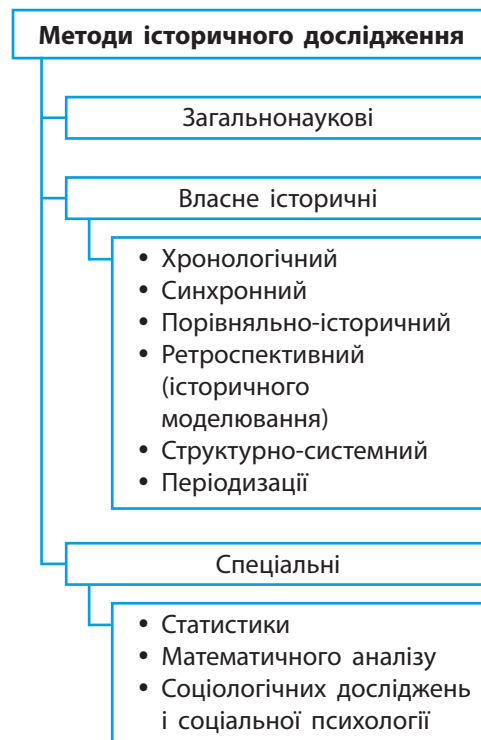 Методи історичного дослідження
Загальнонаукові
Власне історичні
• Хронологічний
• Синхронний
• Порівняльно-історичний
• Ретроспективний
(історичного
моделювання)
• Структурно-системний
• Періодизації
Спеціальні
• Статистики
• Математичного аналізу
• Соціологічних досліджень
і соціальної психології